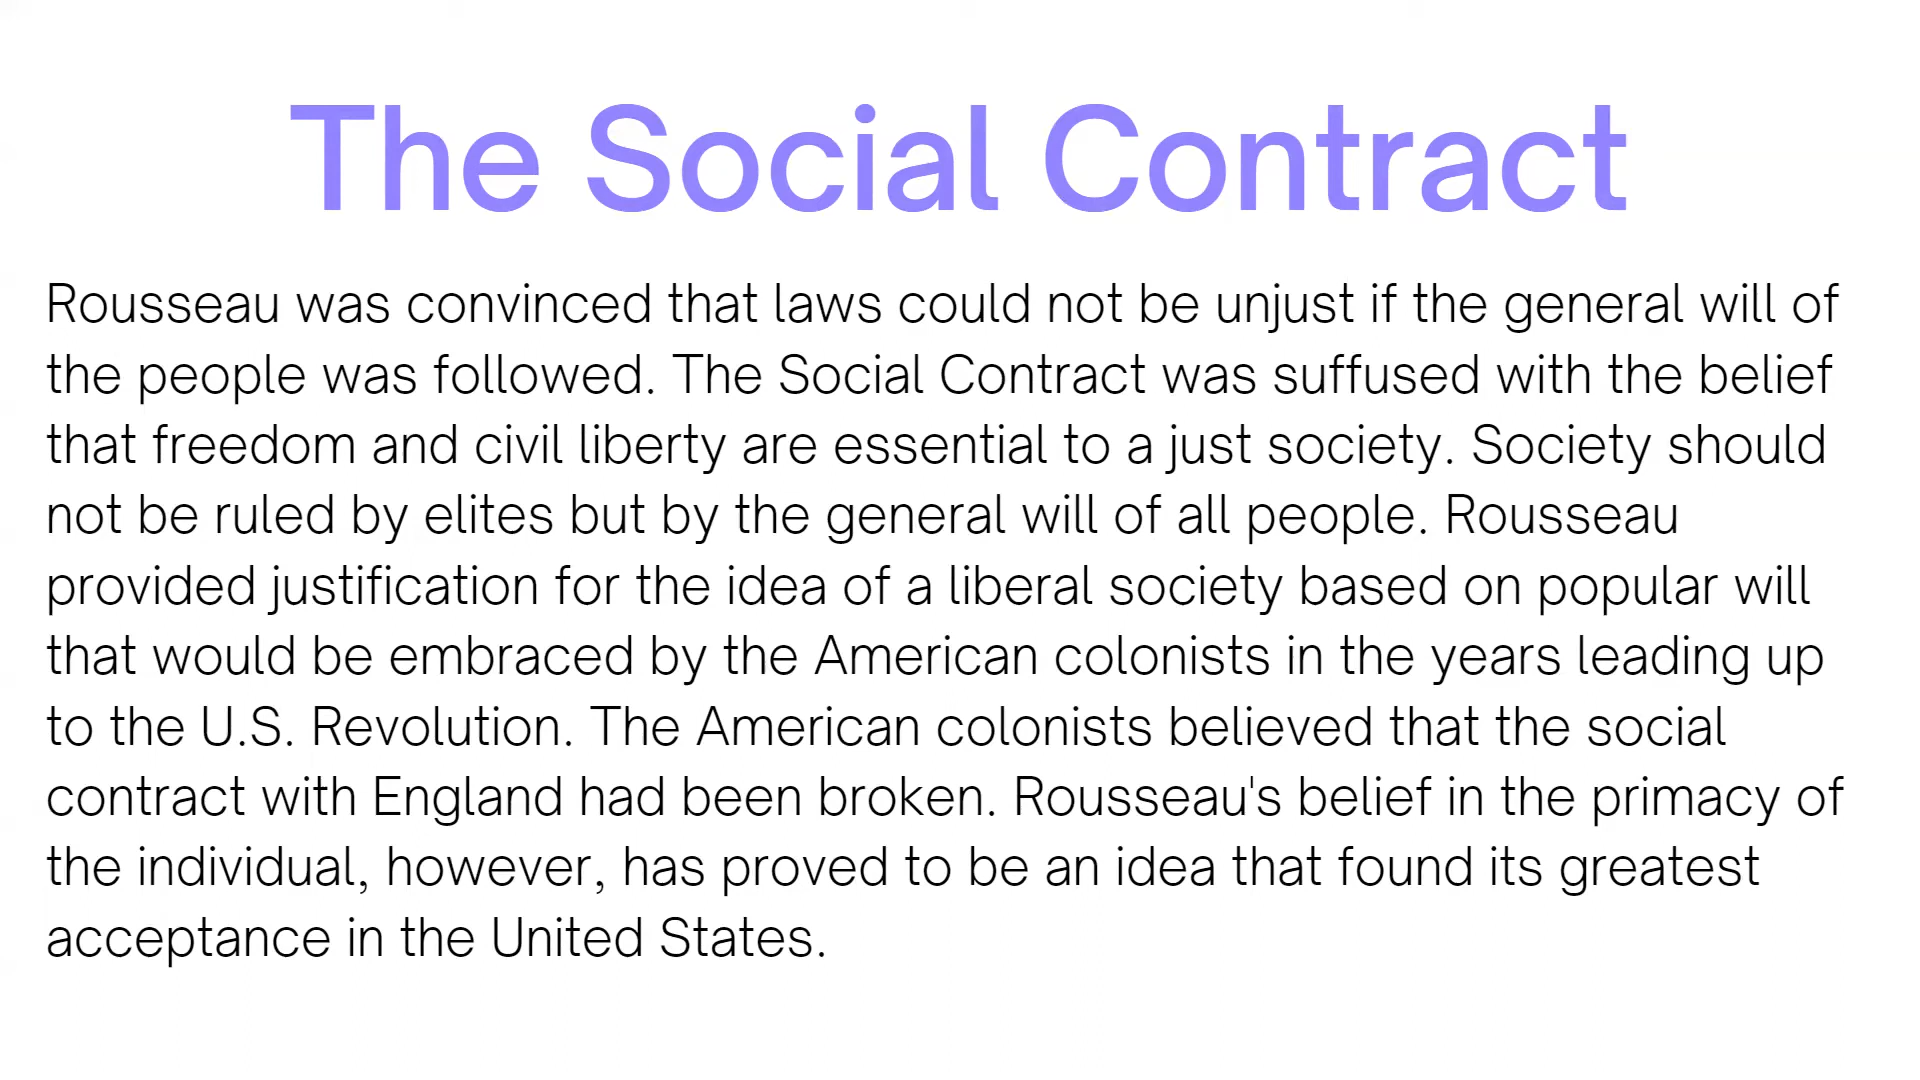 The Social Contract
Rousseau was convinced that laws could not be unjust if the general will of
the people was followed. The Social Contract was suffused with the belief
that freedom and civil liberty are essential to a just society. Society should
not be ruled by elites but by the general will of all people. Rousseau
provided justification for the idea of a liberal society based on popular will
that would be embraced by the American colonists in the years leading up
to the U.S. Revolution. The American colonists believed that the social
contract with England had been broken. Rousseau's belief in the primacy of
the individual, however, has proved to be an idea that found its greatest
acceptance in the United States.